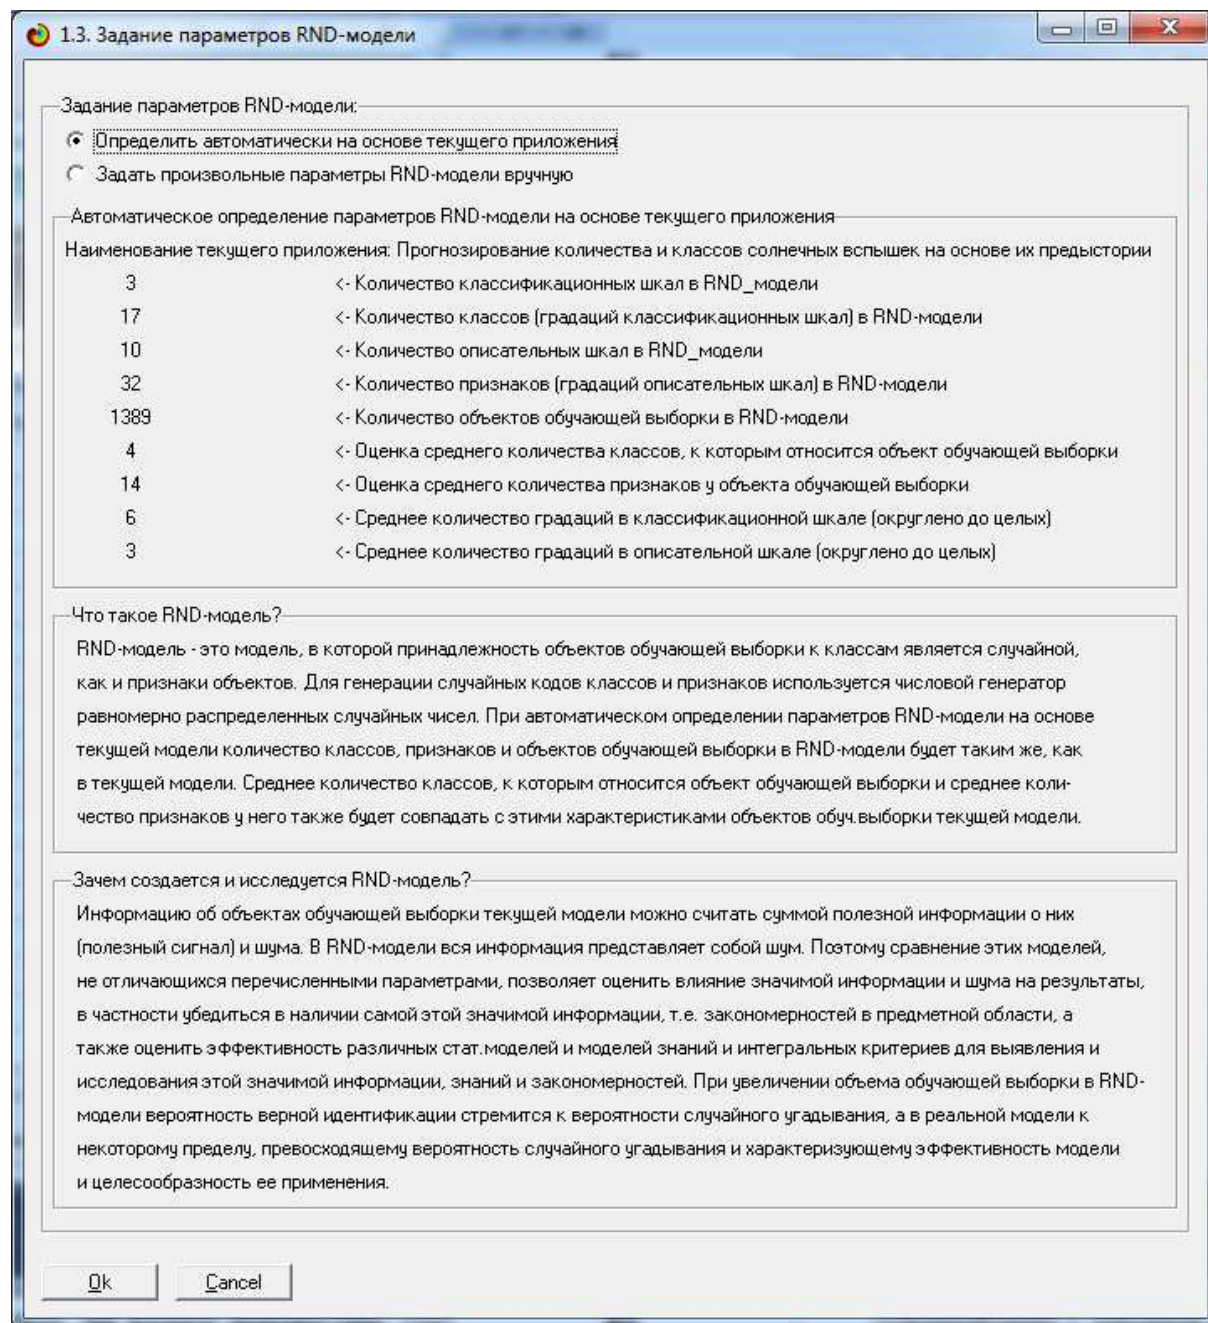 1.3. Задание параметров RND-модели
Задание параметров RND-модели:
Определить автоматически на основе текущего приложения
Задать произвольные параметры RND-модели вручную
Автоматическое определение параметров RND-модели на основе текущего приложения
Наименование текущего приложения: Прогнозирование количества и классов солнечных вспышек на основе их предыстории
3 <- Количество классификационных шкал в RND_модели
17 <- Количество классов (градаций классификационных шкал) в RND-модели
10 <- Количество описательных шкал в RND_модели
32 <- Количество признаков (градаций описательных шкал) в RND-модели
1389 <- Количество объектов обучающей выборки в RND-модели
4 <- Оценка среднего количества классов, к которым относится объект обучающей выборки
14 <- Оценка среднего количества признаков у объекта обучающей выборки
6 <- Среднее количество градаций в классификационной шкале (округлено до целых)
3 <- Среднее количество градаций в описательной шкале (округлено до целых)
Что такое RND-модель?
RND-модель - это модель, в которой принадлежность объектов обучающей выборки к классам является случайной,
как и признаки объектов. Для генерации случайных кодов классов и признаков используется числовой генератор
равномерно распределенных случайных чисел. При автоматическом определении параметров RND-модели на основе
текущей модели количество классов, признаков и объектов обучающей выборки в RND-модели будет таким же, как
в текущей модели. Среднее количество классов, к которым относится объект обучающей выборки и среднее коли-
чество признаков у него также будет совпадать с этими характеристиками объектов обуч.выборки текущей модели.
Зачем создается и исследуется RND-модель?
Информацию об объектах обучающей выборки текущей модели можно считать суммой полезной информации о них
(полезный сигнал) и шума. В RND-модели вся информация представляет собой шум. Поэтому сравнение этих моделей,
не отличающихся перечисленными параметрами, позволяет оценить влияние значимой информации и шума на результаты,
в частности убедиться в наличии самой этой значимой информации, т.е. закономерностей в предметной области, а
также оценить эффективность различных стат.моделей и моделей знаний и интегральных критериев для выявления и
исследования этой значимой информации, знаний и закономерностей. При увеличении объема обучающей выборки в RND-
модели вероятность верной идентификации стремится к вероятности случайного угадывания, а в реальной модели к
некоторому пределу, превосходящему вероятность случайного угадывания и характеризующему эффективность модели
и целесообразность ее применения.
Ok Cancel